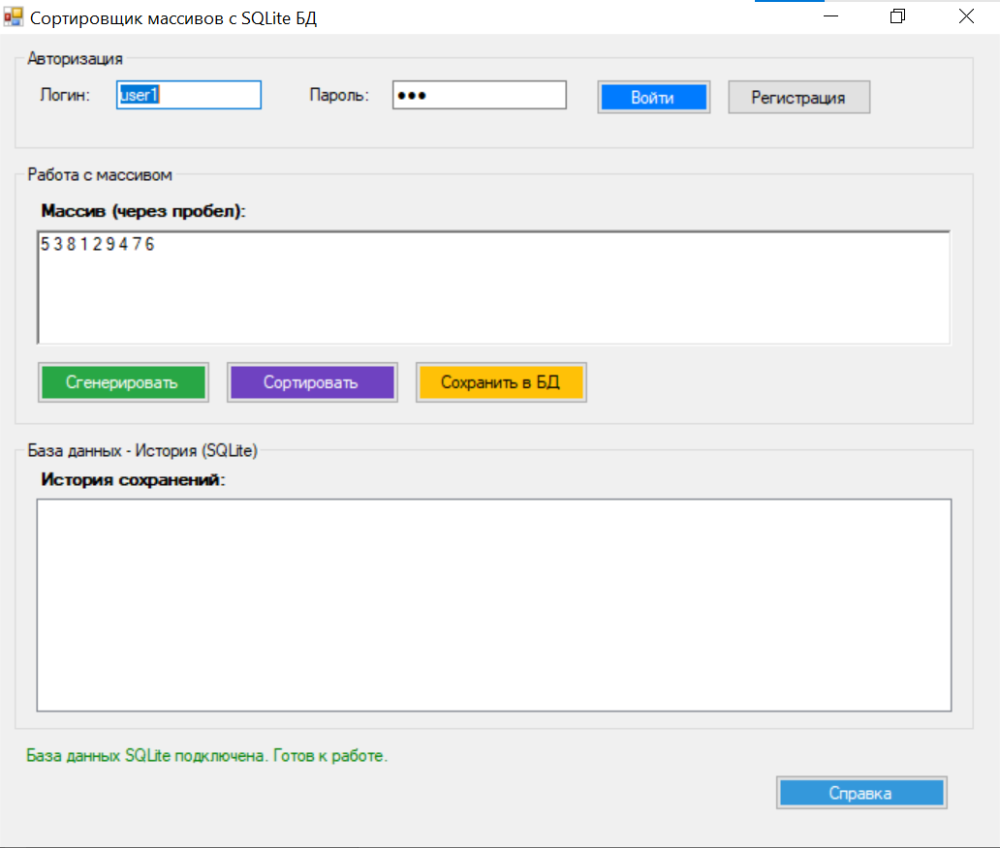 Сортировщик массивов с SQLite БД
Авторизация
Логин: user1 Пароль: ●●● Войти Регистрация
Работа с массивом
Массив (через пробел):
5 3 8 1 2 9 4 7 6
Сгенерировать Сортировать Сохранить в БД
База данных - История (SQLite)
История сохранений:
База данных SQLite подключена. Готов к работе.
Справка